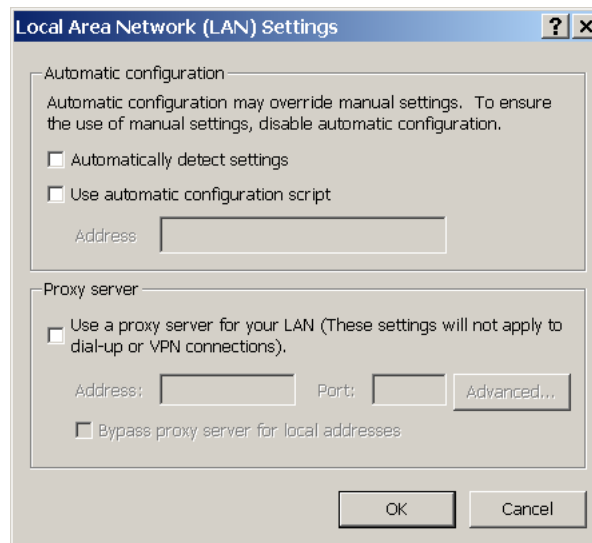 Local Area Network (LAN) Settings
Automatic configuration
Automatic configuration may override manual settings. To ensure
the use of manual settings, disable automatic configuration.
Automatically detect settings
Use automatic configuration script
Address
Proxy server
Use a proxy server for your LAN (These settings will not apply to
dial-up or VPN connections).
Address: Port: Advanced...
Bypass proxy server for local addresses
OK Cancel